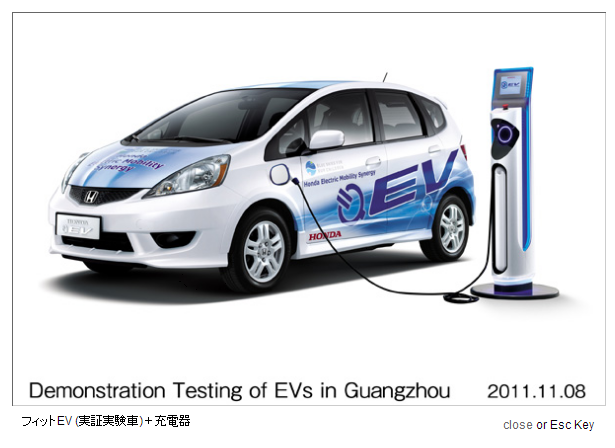 Honda Electric Mobility Synergy
EV
HONDA
EV
Demonstration Testing of EVs in Guangzhou
2011.11.08
フィットEV (実証実験車)＋充電器
close or Esc Key